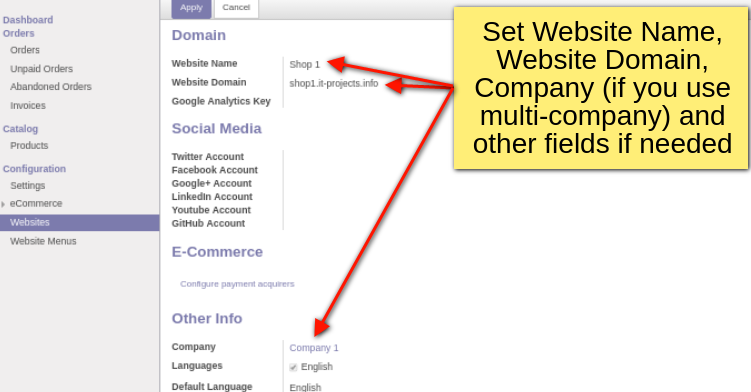 Apply Cancel
Dashboard
Orders
Orders
Unpaid Orders
Abandoned Orders
Invoices
Catalog
Products
Configuration
Settings
eCommerce
Websites
Website Menus
Domain
Website Name Shop 1
Website Domain shop1.it-projects.info
Google Analytics Key
Social Media
Twitter Account
Facebook Account
Google+ Account
LinkedIn Account
Youtube Account
GitHub Account
E-Commerce
Configure payment acquirers
Other Info
Company Company 1
Languages English
Default Language English
Set Website Name,
Website Domain,
Company (if you use
multi-company) and
other fields if needed